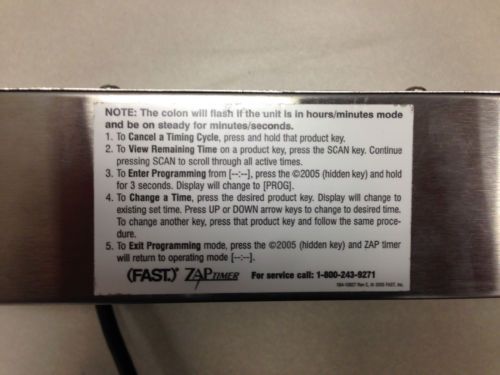 NOTE: The colon will flash if the unit is in hours/minutes mode
and be on steady for minutes/seconds.
1. To Cancel a Timing Cycle, press and hold that product key.
2. To View Remaining Time on a product key, press the SCAN key. Continue
pressing SCAN to scroll through all active times.
3. To Enter Programming from [--:--], press the ©2005 (hidden key) and hold
for 3 seconds. Display will change to [PROG].
4. To Change a Time, press the desired product key. Display will change to
existing set time. Press UP or DOWN arrow keys to change to desired time.
To change another key, press that product key and follow the same proce-
dure.
5. To Exit Programming mode, press the ©2005 (hidden key) and ZAP timer
will return to operating mode [--:--].
(FAST.)® ZAP TIMER For service call: 1-800-243-9271